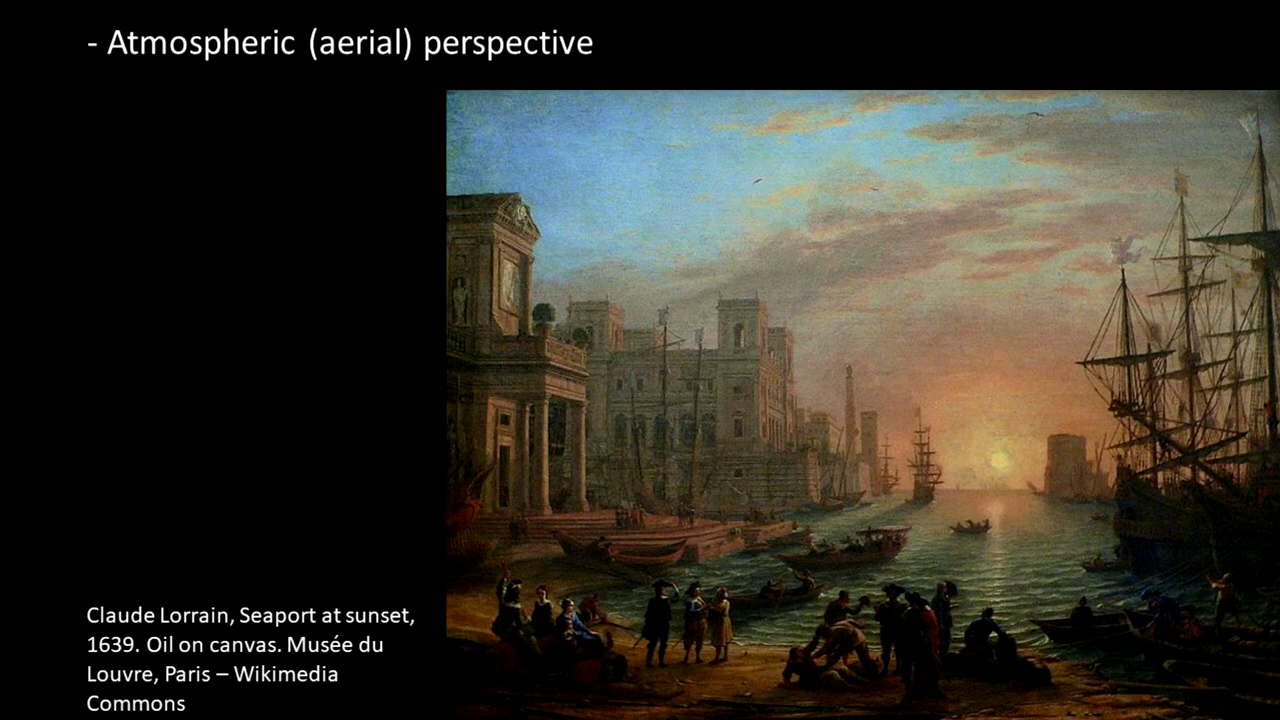 - Atmospheric (aerial) perspective
Claude Lorrain, Seaport at sunset,
1639. Oil on canvas. Musée du
Louvre, Paris – Wikimedia
Commons